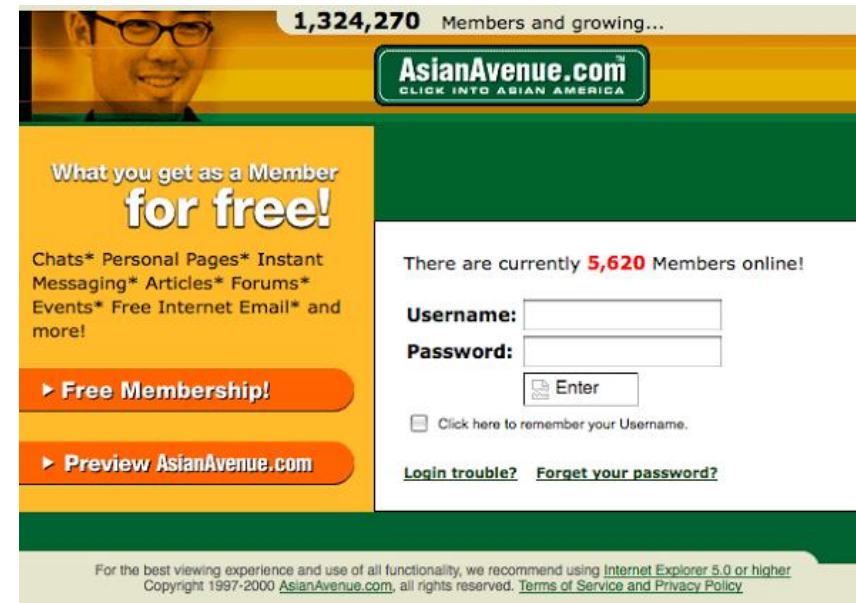 1,324,270 Members and growing...
AsianAvenue.com™
CLICK INTO ASIAN AMERICA
What you get as a Member
for free!
Chats* Personal Pages* Instant
Messaging* Articles* Forums*
Events* Free Internet Email* and
more!
Free Membership!
Preview AsianAvenue.com
There are currently 5,620 Members online!
Username:
Password:
Enter
Click here to remember your Username.
Login trouble? Forget your password?
For the best viewing experience and use of all functionality, we recommend using Internet Explorer 5.0 or higher
Copyright 1997-2000 AsianAvenue.com, all rights reserved. Terms of Service and Privacy Policy